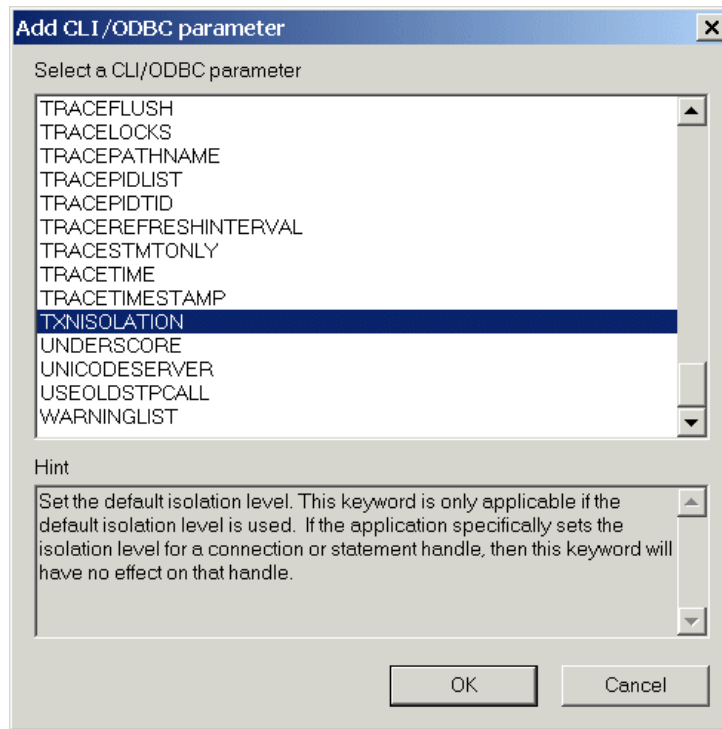 Add CLI/ODBC parameter
Select a CLI/ODBC parameter
TRACEFLUSH
TRACELOCKS
TRACEPATHNAME
TRACEPIDLIST
TRACEPIDTID
TRACEREFRESHINTERVAL
TRACESTMTONLY
TRACETIME
TRACETIMESTAMP
TXNISOLATION
UNDERSCORE
UNICODESERVER
USEOLDSTPCALL
WARNINGLIST
Hint
Set the default isolation level. This keyword is only applicable if the
default isolation level is used.  If the application specifically sets the
isolation level for a connection or statement handle, then this keyword will
have no effect on that handle.
OK
Cancel